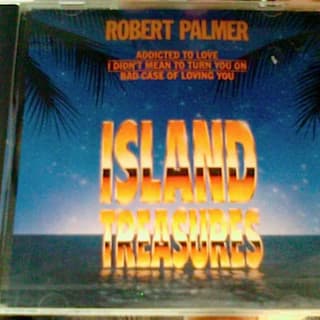 ROBERT PALMER
ADDICTED TO LOVE
I DIDN'T MEAN TO TURN YOU ON
BAD CASE OF LOVING YOU
ISLAND
TREASURES